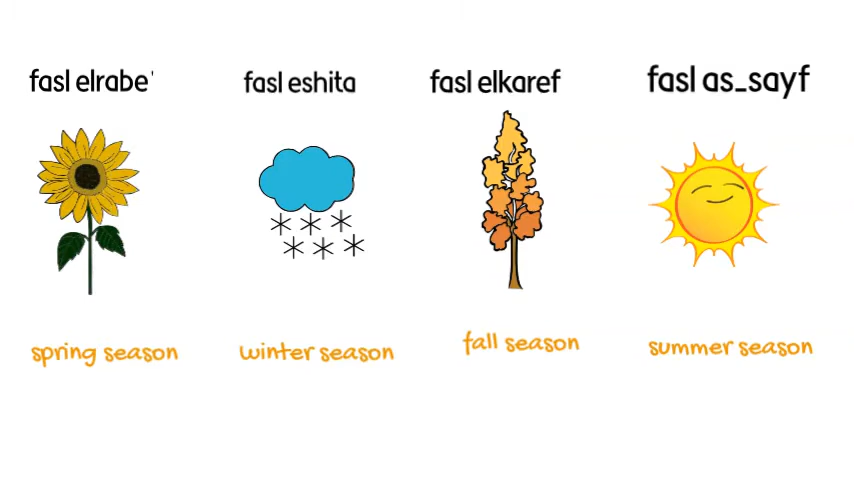 fasl elrabe'
fasl eshita
fasl elkaref
fasl as_sayf
spring season
winter season
fall season
summer season